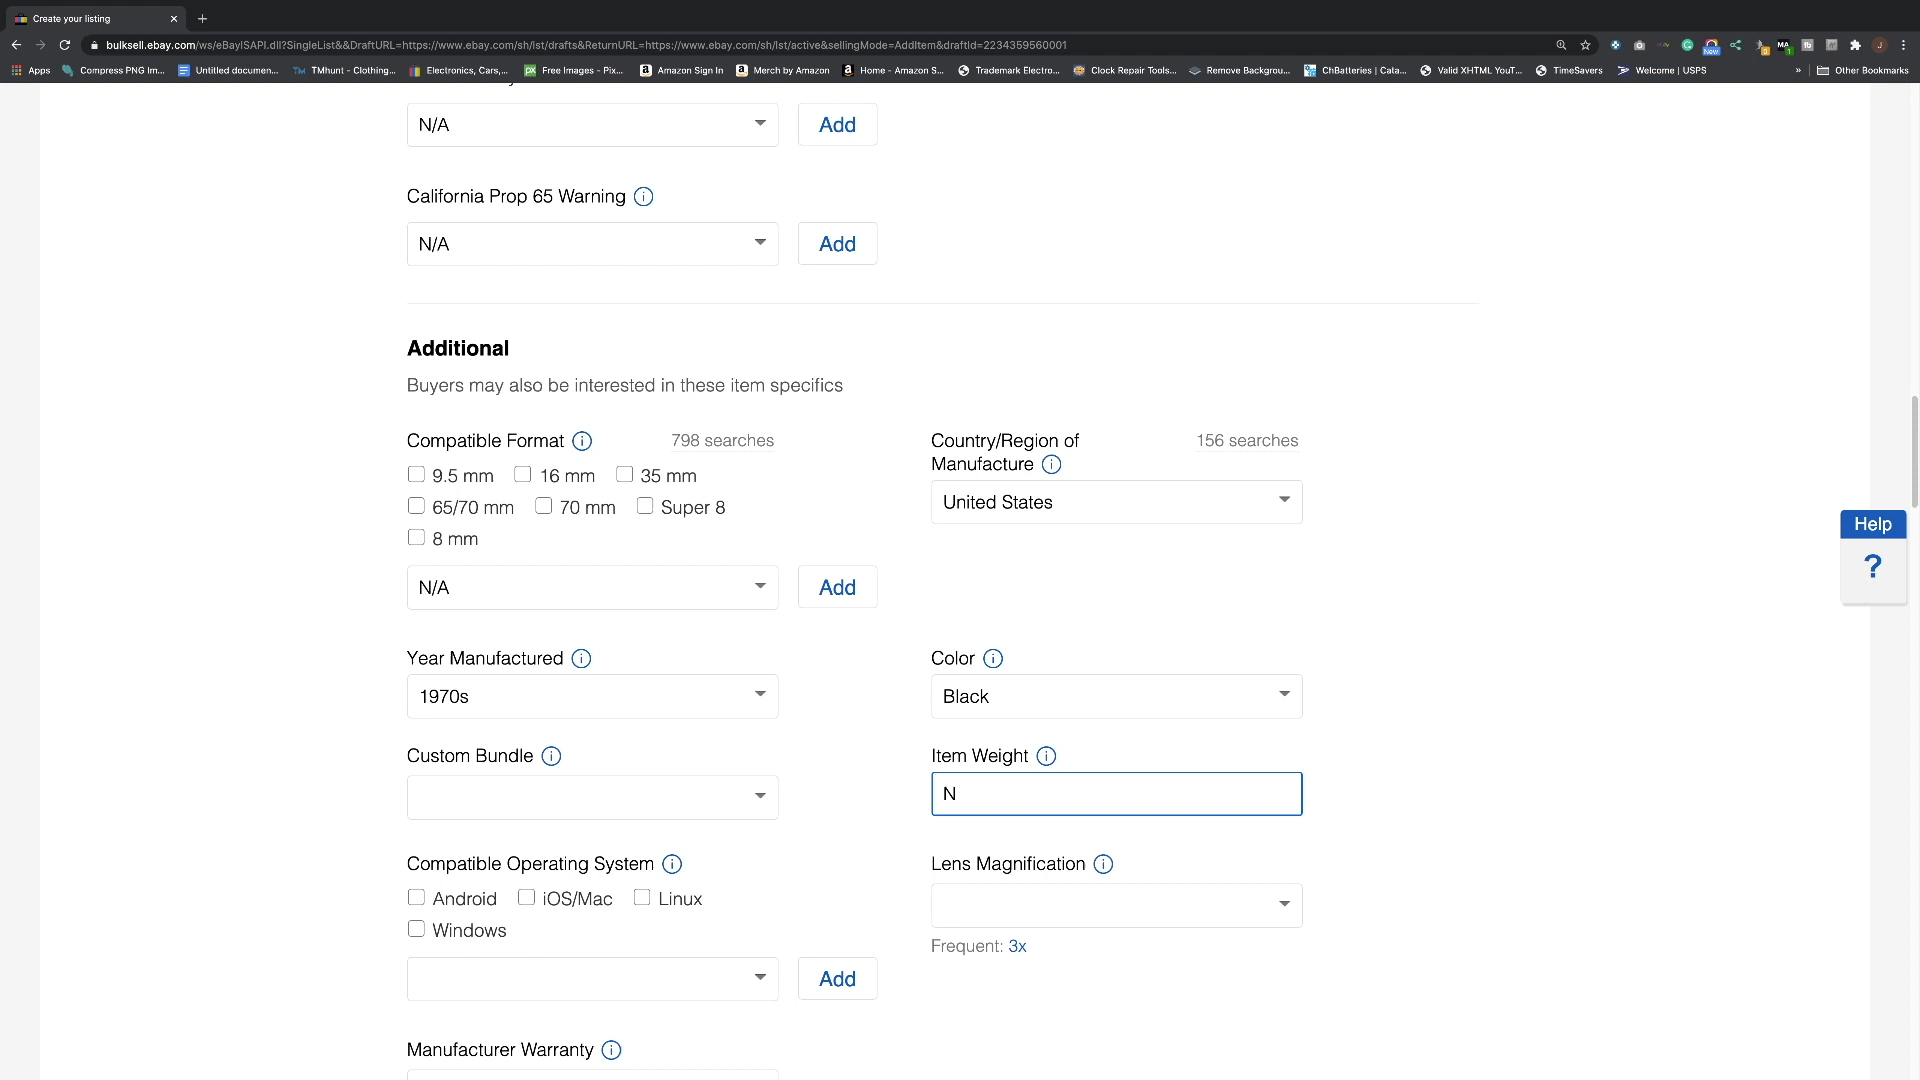 Create your listing
bulksell.ebay.com/ws/eBayISAPI.dll?SingleList&&DraftURL=https://www.ebay.com/sh/lst/drafts&ReturnURL=https://www.ebay.com/sh/lst/active&sellingMode=AddItem&draftId=2234359560001
Apps Compress PNG Im... Untitled documen... TMhunt - Clothing... Electronics, Cars,... Free Images - Pix... Amazon Sign In Merch by Amazon Home - Amazon S... Trademark Electro... Clock Repair Tools... Remove Backgrou... ChBatteries | Cata... Valid XHTML YouT... TimeSavers Welcome | USPS » Other Bookmarks
N/A Add
California Prop 65 Warning
N/A Add
Additional
Buyers may also be interested in these item specifics
Compatible Format 798 searches
9.5 mm 16 mm 35 mm
65/70 mm 70 mm Super 8
8 mm
N/A Add
Country/Region of Manufacture 156 searches
United States
Year Manufactured
1970s
Color
Black
Custom Bundle
Item Weight
N
Compatible Operating System
Android iOS/Mac Linux
Windows
Add
Lens Magnification
Frequent: 3x
Manufacturer Warranty
Help
?